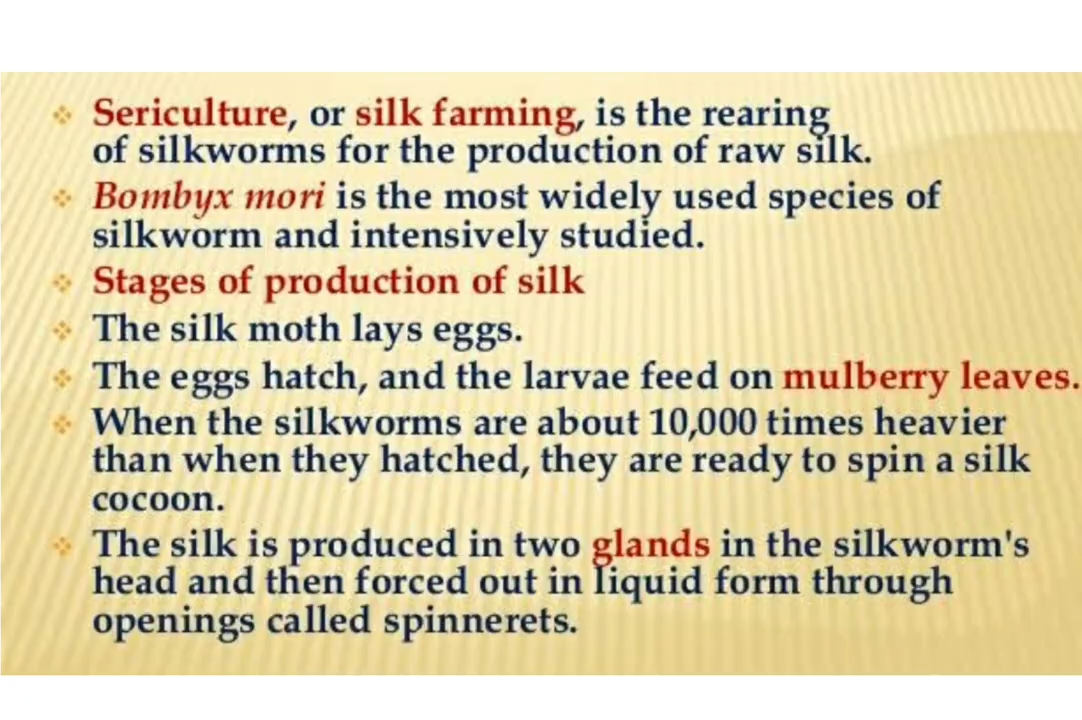 Sericulture, or silk farming, is the rearing
of silkworms for the production of raw silk.
Bombyx mori is the most widely used species of
silkworm and intensively studied.
Stages of production of silk
The silk moth lays eggs.
The eggs hatch, and the larvae feed on mulberry leaves.
When the silkworms are about 10,000 times heavier
than when they hatched, they are ready to spin a silk
cocoon.
The silk is produced in two glands in the silkworm's
head and then forced out in liquid form through
openings called spinnerets.